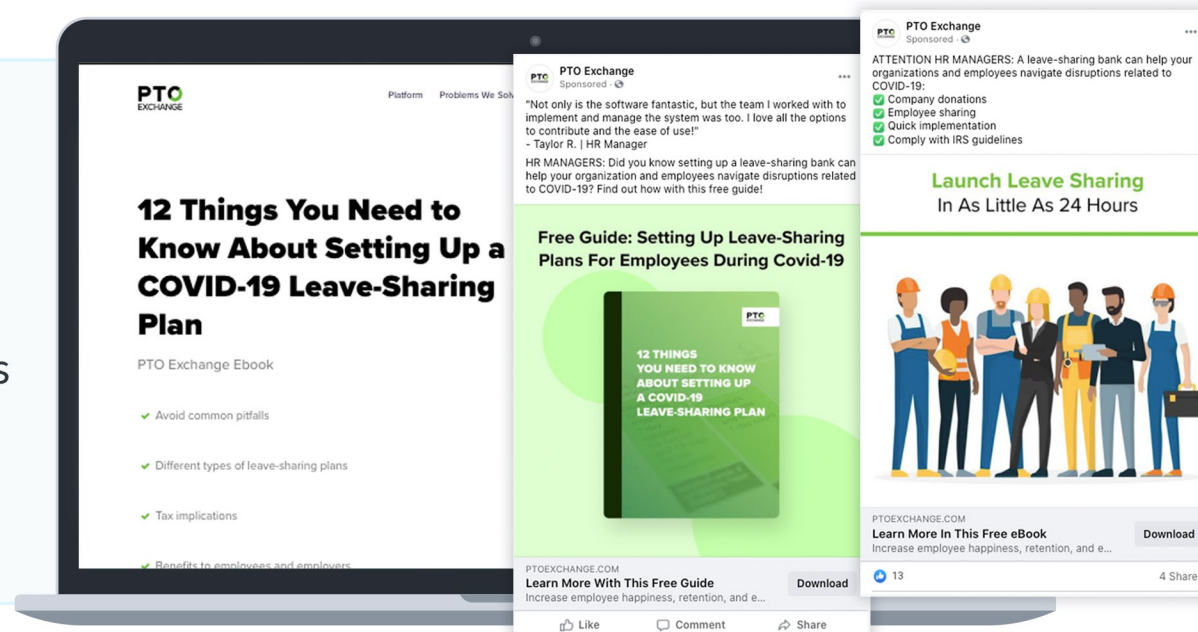 s
PTO
EXCHANGE
Platform Problems We Solv
12 Things You Need to
Know About Setting Up a
COVID-19 Leave-Sharing
Plan
PTO Exchange Ebook
Avoid common pitfalls
Different types of leave-sharing plans
Tax implications
Benefits to employees and employers
PTO
PTO Exchange
Sponsored ·
"Not only is the software fantastic, but the team I worked with to
implement and manage the system was too. I love all the options
to contribute and the ease of use!"
- Taylor R. | HR Manager
HR MANAGERS: Did you know setting up a leave-sharing bank can
help your organization and employees navigate disruptions related
to COVID-19? Find out how with this free guide!
Free Guide: Setting Up Leave-Sharing
Plans For Employees During Covid-19
PTO
EXCHANGE
12 THINGS
YOU NEED TO KNOW
ABOUT SETTING UP
A COVID-19
LEAVE-SHARING PLAN
PTOEXCHANGE.COM
Learn More With This Free Guide
Increase employee happiness, retention, and e...
Download
Like Comment Share
PTO
PTO Exchange
Sponsored ·
ATTENTION HR MANAGERS: A leave-sharing bank can help your
organizations and employees navigate disruptions related to
COVID-19:
✅ Company donations
✅ Employee sharing
✅ Quick implementation
✅ Comply with IRS guidelines
Launch Leave Sharing
In As Little As 24 Hours
PTOEXCHANGE.COM
Learn More In This Free eBook
Increase employee happiness, retention, and e...
Download
13 4 Share